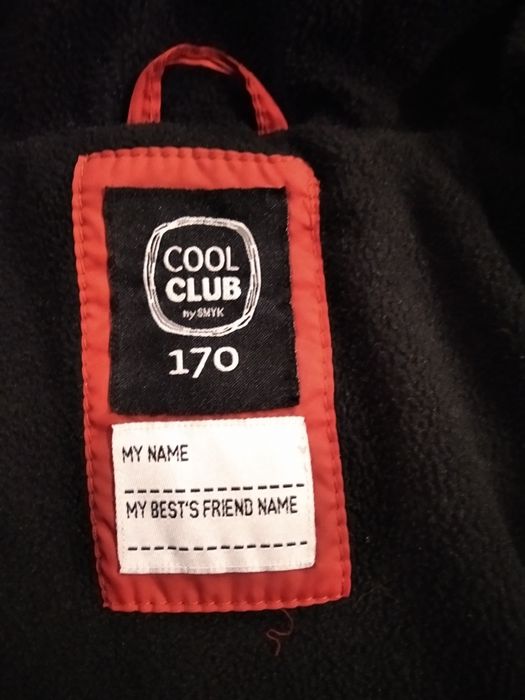 COOL
CLUB
by SMYK
170
MY NAME
MY BEST'S FRIEND NAME